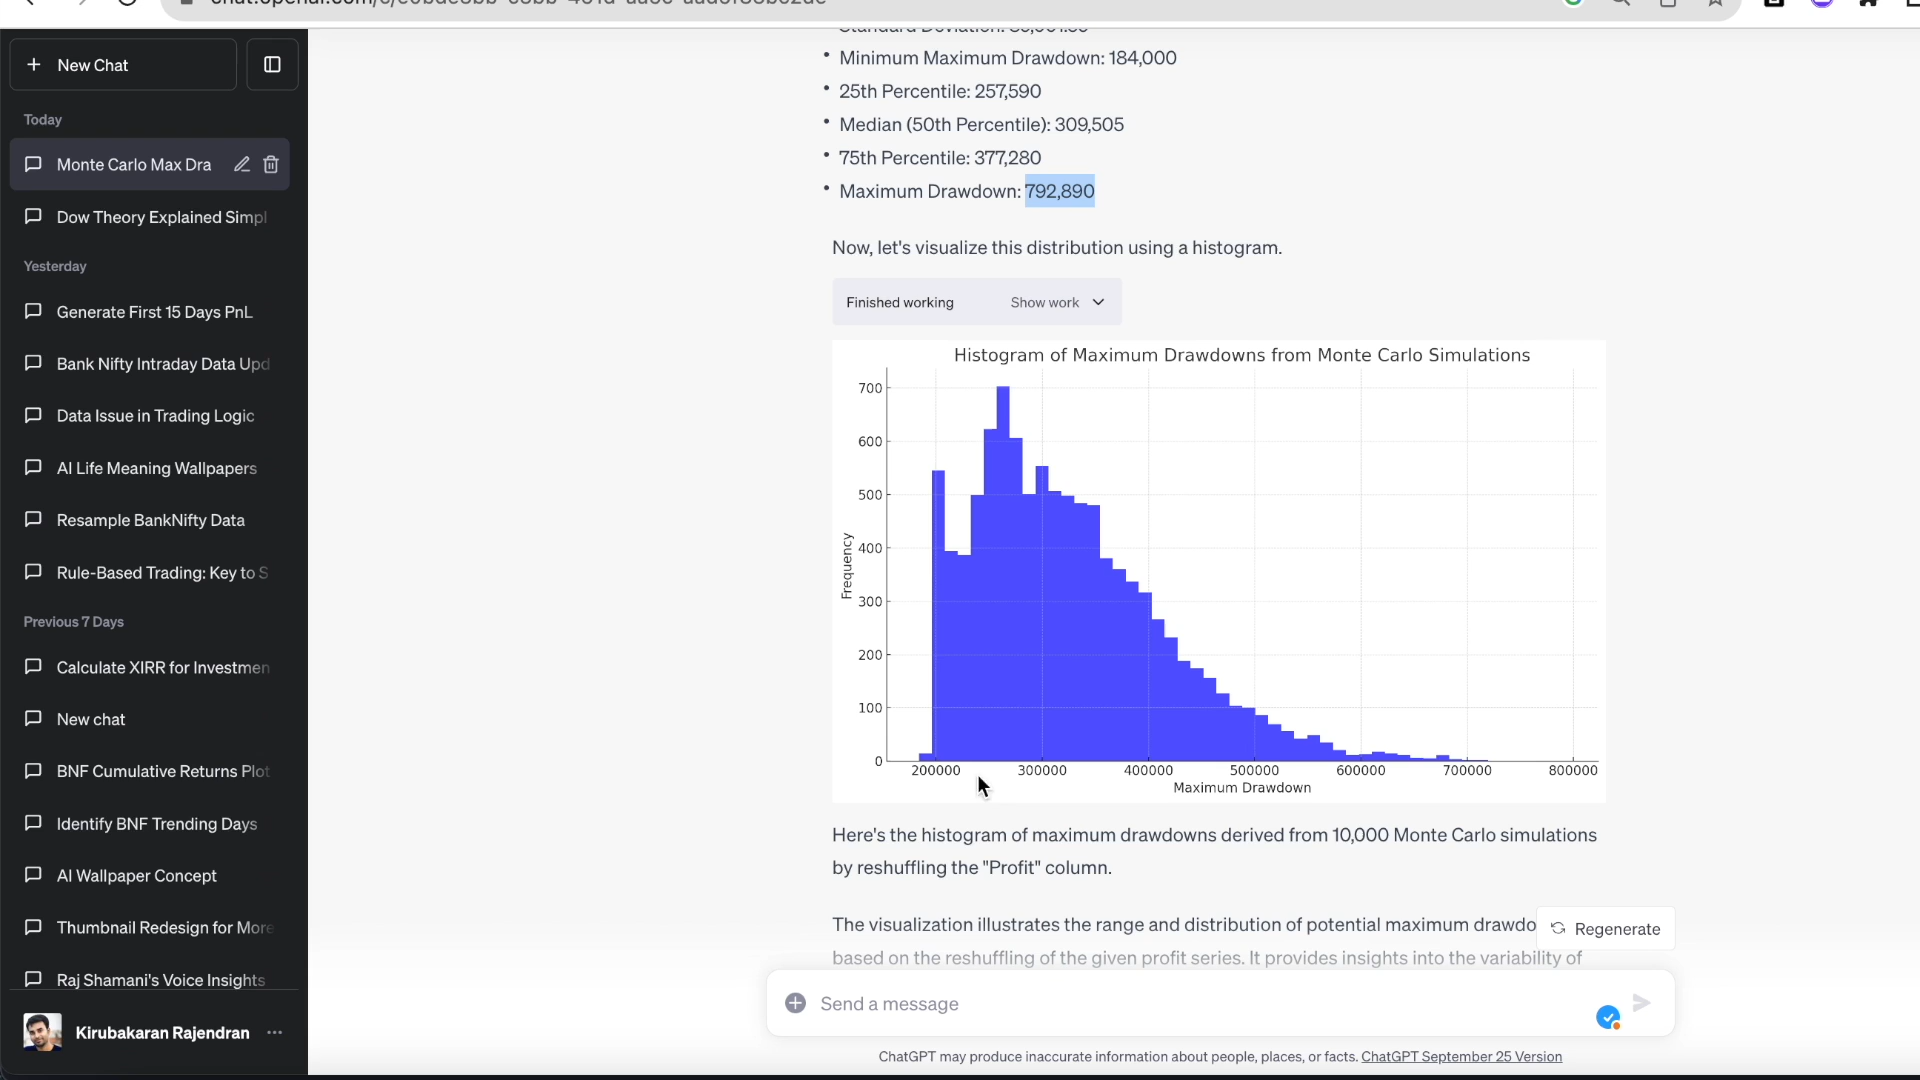 New Chat
Today
Monte Carlo Max Dra
Dow Theory Explained Simpl
Yesterday
Generate First 15 Days PnL
Bank Nifty Intraday Data Upd
Data Issue in Trading Logic
AI Life Meaning Wallpapers
Resample BankNifty Data
Rule-Based Trading: Key to S
Previous 7 Days
Calculate XIRR for Investmen
New chat
BNF Cumulative Returns Plot
Identify BNF Trending Days
AI Wallpaper Concept
Thumbnail Redesign for More
Raj Shamani's Voice Insights
Kirubakaran Rajendran
Minimum Maximum Drawdown: 184,000
25th Percentile: 257,590
Median (50th Percentile): 309,505
75th Percentile: 377,280
Maximum Drawdown: 792,890
Now, let's visualize this distribution using a histogram.
Finished working Show work
Histogram of Maximum Drawdowns from Monte Carlo Simulations
700
600
500
400
300
200
100
0
Frequency
200000 300000 400000 500000 600000 700000 800000
Maximum Drawdown
Here's the histogram of maximum drawdowns derived from 10,000 Monte Carlo simulations
by reshuffling the "Profit" column.
The visualization illustrates the range and distribution of potential maximum drawdo
Regenerate
based on the reshuffling of the given profit series. It provides insights into the variability of
Send a message
ChatGPT may produce inaccurate information about people, places, or facts. ChatGPT September 25 Version